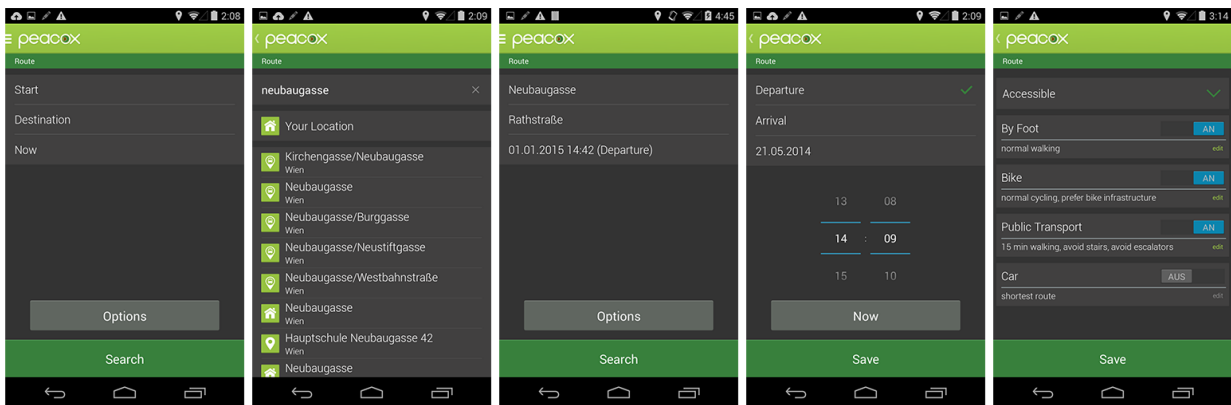 2:08
peacox
Route
Start
Destination
Now
Options
Search
2:09
peacox
Route
neubaugasse
Your Location
Kirchengasse/Neubaugasse
Wien
Neubaugasse
Wien
Neubaugasse/Burggasse
Wien
Neubaugasse/Neustiftgasse
Wien
Neubaugasse/Westbahnstraße
Wien
Neubaugasse
Wien
Hauptschule Neubaugasse 42
Wien
Neubaugasse
4:45
peacox
Route
Neubaugasse
Rathstraße
01.01.2015 14:42 (Departure)
Options
Search
2:09
peacox
Route
Departure
Arrival
21.05.2014
13 08
14 : 09
15 10
Now
Save
3:14
peacox
Route
Accessible
By Foot AN
normal walking edit
Bike AN
normal cycling, prefer bike infrastructure edit
Public Transport AN
15 min walking, avoid stairs, avoid escalators edit
Car AUS
shortest route edit
Save